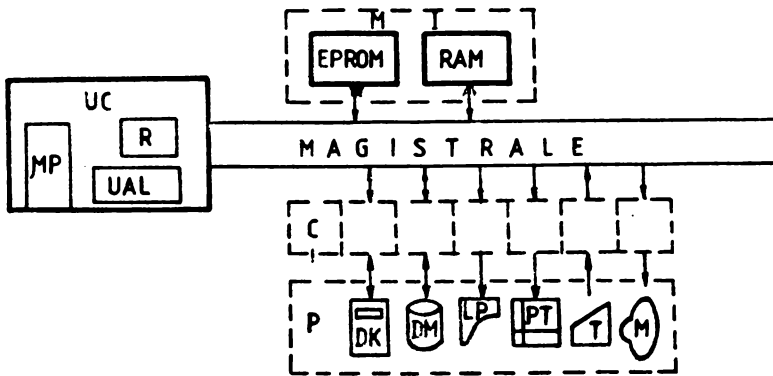 M I
EPROM RAM
UC
R
MP
UAL
MAGISTRALE
C
P
DK DM LP PT T M